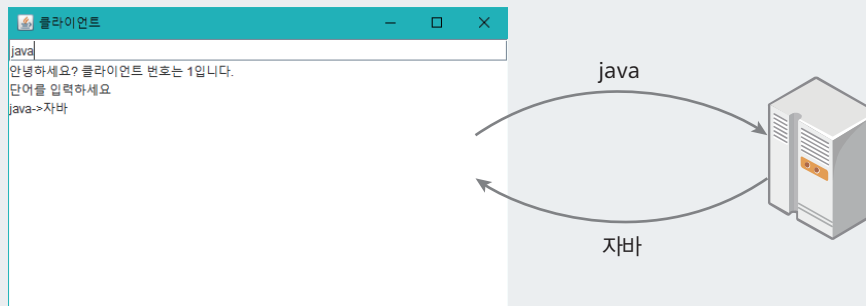 클라이언트
java
안녕하세요? 클라이언트 번호는 1입니다.
단어를 입력하세요
java->자바
java
자바